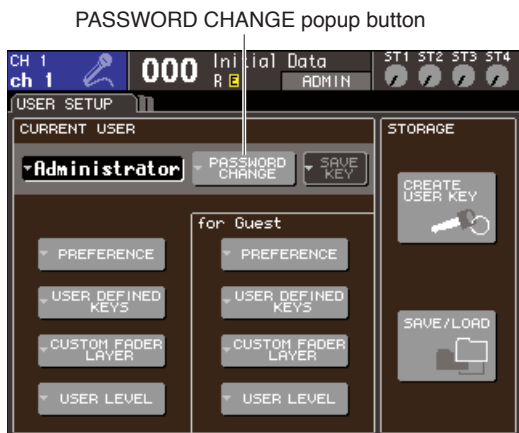 PASSWORD CHANGE popup button
CH 1
ch 1
000
Initial Data
R E
ADMIN
ST1 ST2 ST3 ST4
USER SETUP
CURRENT USER
Administrator
PASSWORD
CHANGE
SAVE
KEY
PREFERENCE
USER DEFINED
KEYS
CUSTOM FADER
LAYER
USER LEVEL
for Guest
PREFERENCE
USER DEFINED
KEYS
CUSTOM FADER
LAYER
USER LEVEL
STORAGE
CREATE
USER KEY
SAVE/LOAD